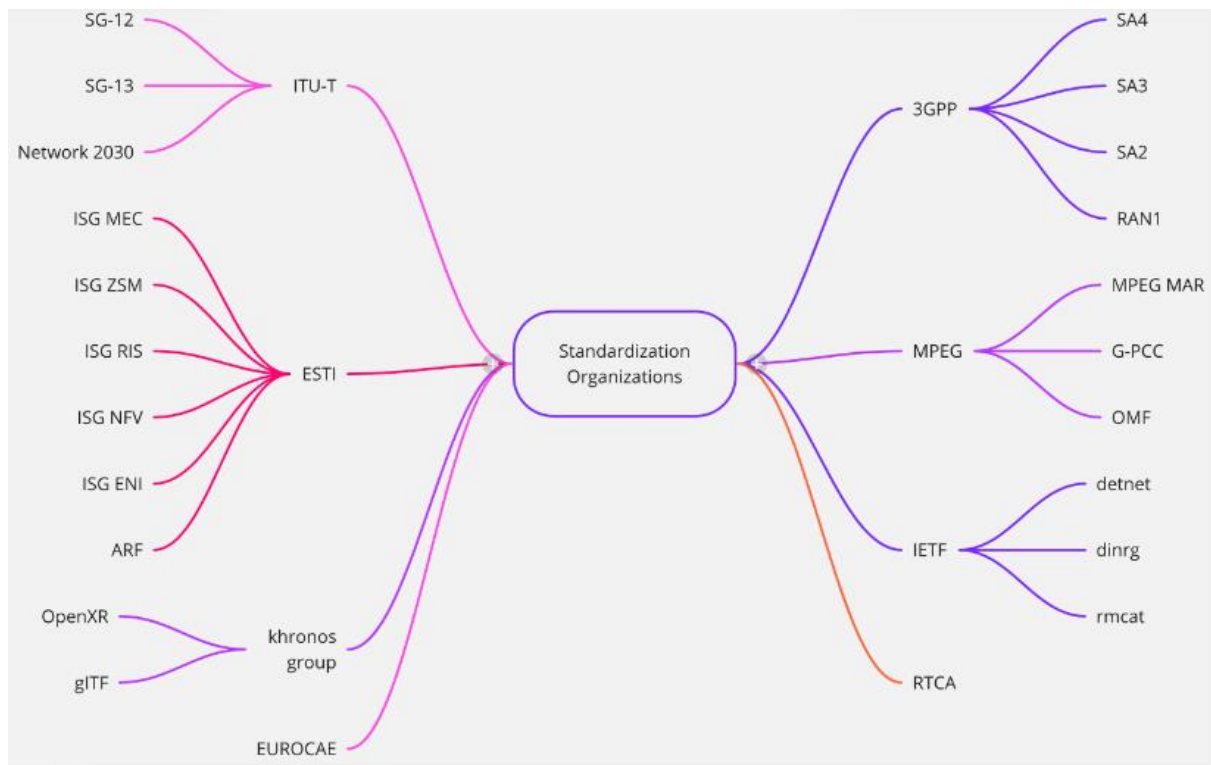 SG-12
SG-13
Network 2030
ITU-T
ISG MEC
ISG ZSM
ISG RIS
ISG NFV
ISG ENI
ARF
ESTI
OpenXR
glTF
khronos
group
EUROCAE
Standardization
Organizations
3GPP
SA4
SA3
SA2
RAN1
MPEG
MPEG MAR
G-PCC
OMF
IETF
detnet
dinrg
rmcat
RTCA